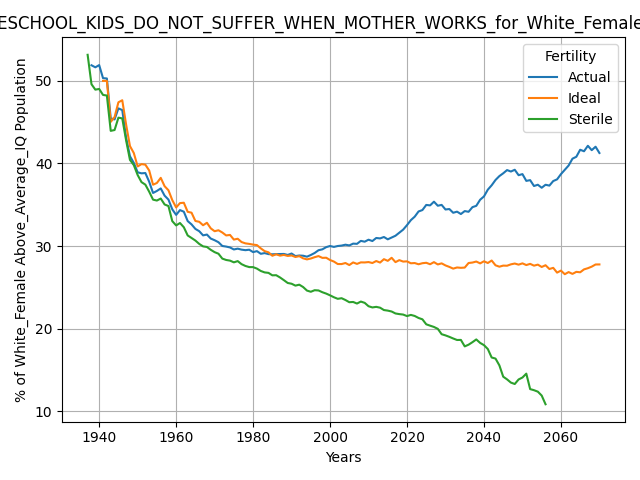 ESCHOOL_KIDS_DO_NOT_SUFFER_WHEN_MOTHER_WORKS_for_White_Female
% of White_Female Above_Average_IQ Population
50
40
30
20
10
Fertility
Actual
Ideal
Sterile
1940 1960 1980 2000 2020 2040 2060
Years